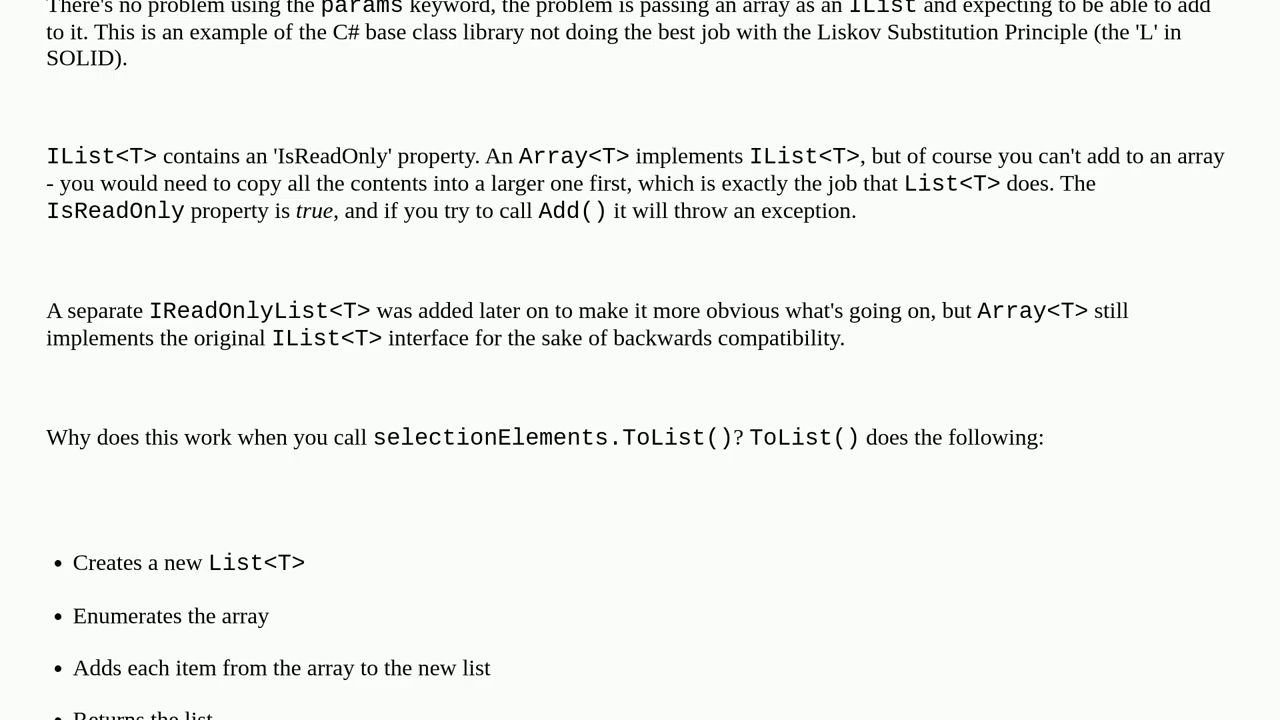 There's no problem using the params keyword, the problem is passing an array as an IList and expecting to be able to add
to it. This is an example of the C# base class library not doing the best job with the Liskov Substitution Principle (the 'L' in
SOLID).
IList<T> contains an 'IsReadOnly' property. An Array<T> implements IList<T>, but of course you can't add to an array
- you would need to copy all the contents into a larger one first, which is exactly the job that List<T> does. The
IsReadOnly property is true, and if you try to call Add() it will throw an exception.
A separate IReadOnlyList<T> was added later on to make it more obvious what's going on, but Array<T> still
implements the original IList<T> interface for the sake of backwards compatibility.
Why does this work when you call selectionElements.ToList()? ToList() does the following:
• Creates a new List<T>
• Enumerates the array
• Adds each item from the array to the new list
• Returns the list